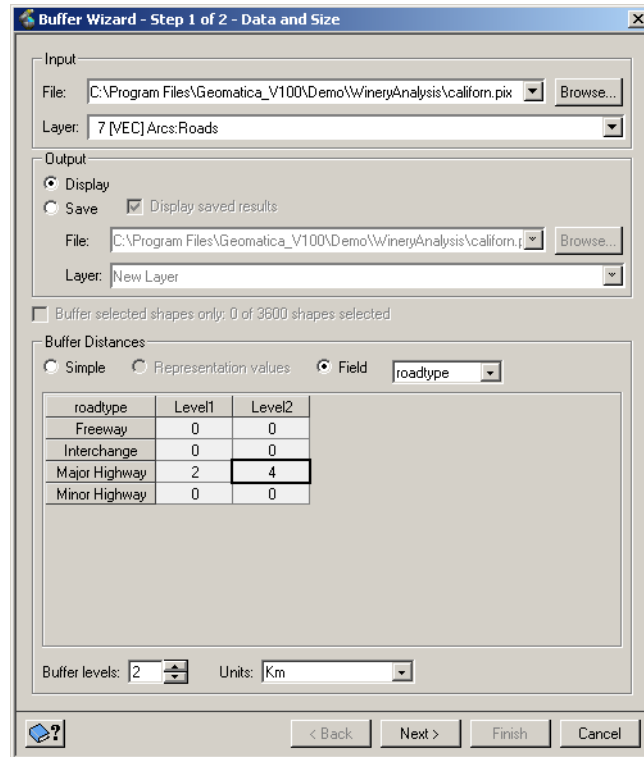 Buffer Wizard - Step 1 of 2 - Data and Size
Input
File: C:\Program Files\Geomatica_V100\Demo\WineryAnalysis\californ.pix Browse...
Layer: 7 [VEC] Arcs:Roads
Output
Display
Save Display saved results
File: C:\Program Files\Geomatica_V100\Demo\WineryAnalysis\californ.p Browse...
Layer: New Layer
Buffer selected shapes only: 0 of 3600 shapes selected
Buffer Distances
Simple Representation values Field roadtype
roadtype Level1 Level2
Freeway 0 0
Interchange 0 0
Major Highway 2 4
Minor Highway 0 0
Buffer levels: 2 Units: Km
? < Back Next > Finish Cancel